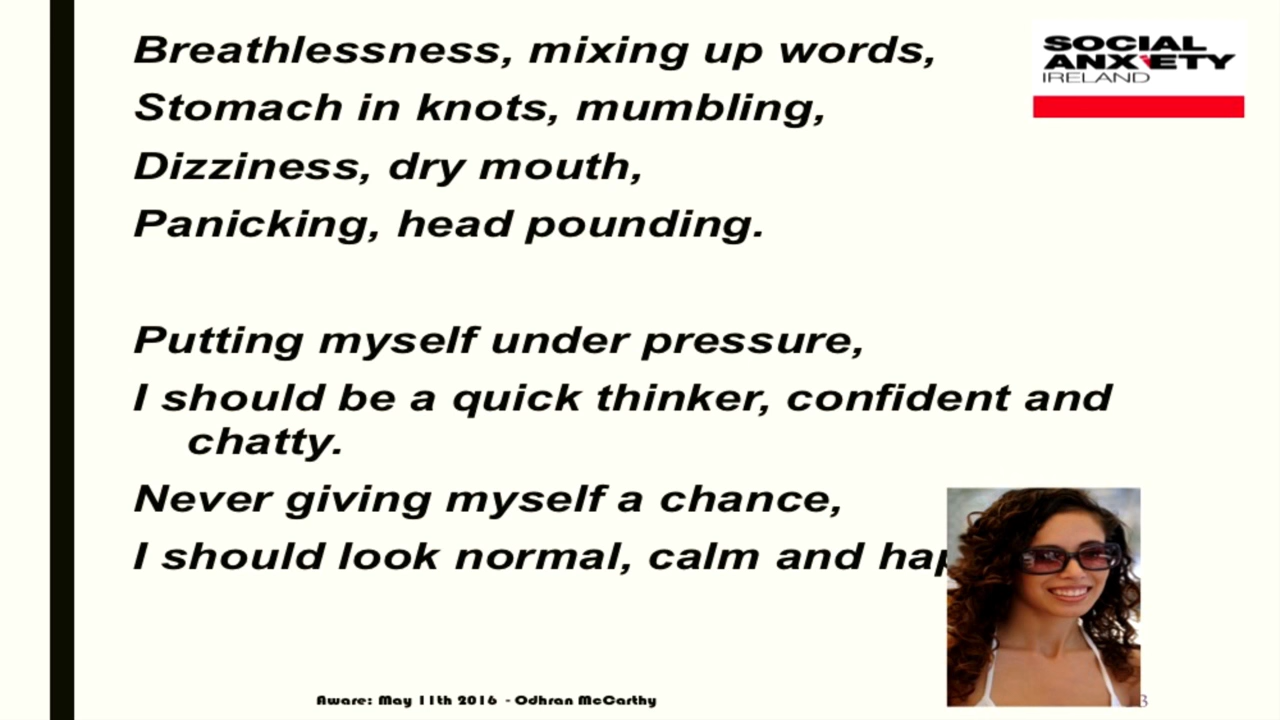 Breathlessness, mixing up words,
SOCIAL
ANXIETY
IRELAND
Stomach in knots, mumbling,
Dizziness, dry mouth,
Panicking, head pounding.
Putting myself under pressure,
I should be a quick thinker, confident and
chatty.
Never giving myself a chance,
I should look normal, calm and
Aware: May 11th 2016 - Odhran McCarthy